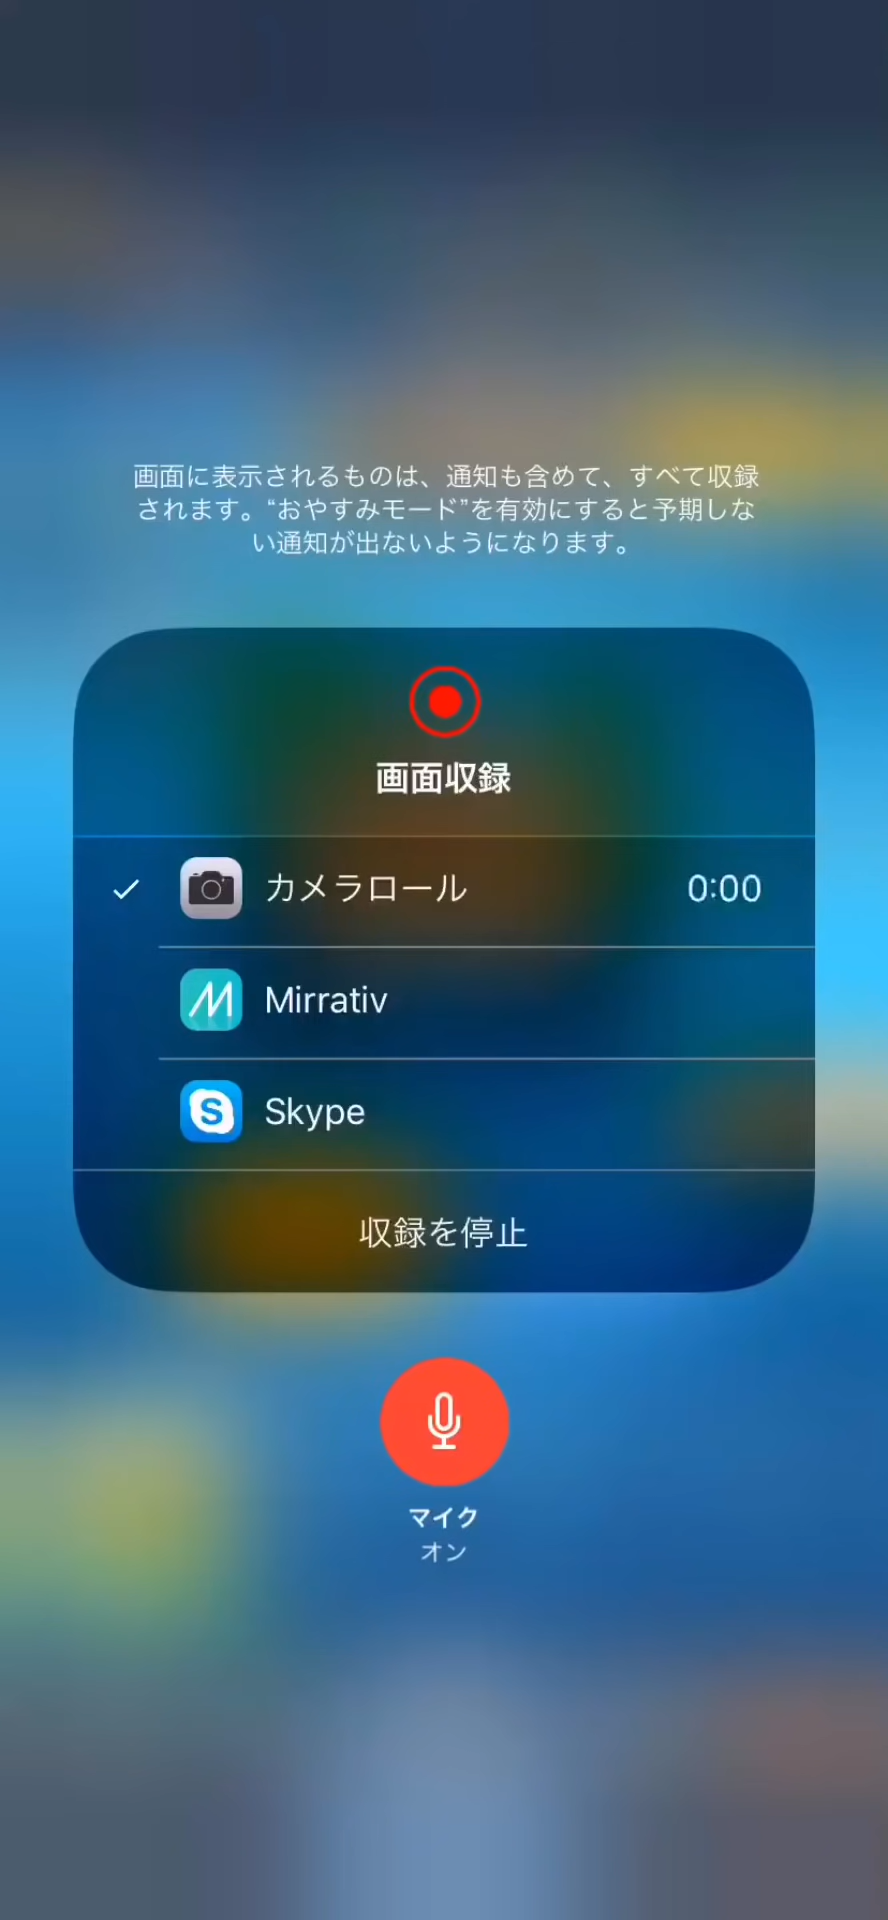 画面に表示されるものは、通知も含めて、すべて収録
されます。“おやすみモード”を有効にすると予期しな
い通知が出ないようになります。
画面収録
カメラロール 0:00
Mirrativ
Skype
収録を停止
マイク
オン